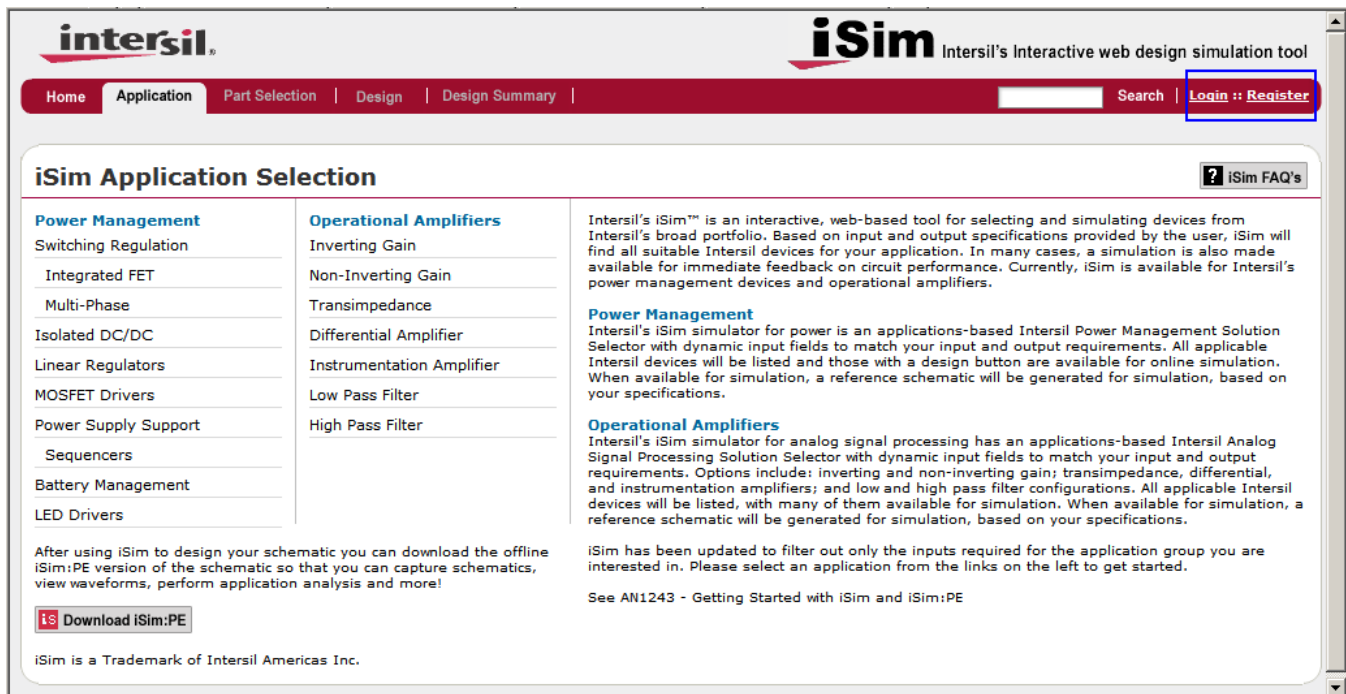 intersil®
iSim Intersil's Interactive web design simulation tool
Home Application Part Selection | Design | Design Summary |
Search | Login :: Register
iSim Application Selection
? iSim FAQ's
Power Management
Switching Regulation
Integrated FET
Multi-Phase
Isolated DC/DC
Linear Regulators
MOSFET Drivers
Power Supply Support
Sequencers
Battery Management
LED Drivers
Operational Amplifiers
Inverting Gain
Non-Inverting Gain
Transimpedance
Differential Amplifier
Instrumentation Amplifier
Low Pass Filter
High Pass Filter
After using iSim to design your schematic you can download the offline
iSim:PE version of the schematic so that you can capture schematics,
view waveforms, perform application analysis and more!
iS Download iSim:PE
iSim is a Trademark of Intersil Americas Inc.
Intersil's iSim™ is an interactive, web-based tool for selecting and simulating devices from
Intersil's broad portfolio. Based on input and output specifications provided by the user, iSim will
find all suitable Intersil devices for your application. In many cases, a simulation is also made
available for immediate feedback on circuit performance. Currently, iSim is available for Intersil's
power management devices and operational amplifiers.
Power Management
Intersil's iSim simulator for power is an applications-based Intersil Power Management Solution
Selector with dynamic input fields to match your input and output requirements. All applicable
Intersil devices will be listed and those with a design button are available for online simulation.
When available for simulation, a reference schematic will be generated for simulation, based on
your specifications.
Operational Amplifiers
Intersil's iSim simulator for analog signal processing has an applications-based Intersil Analog
Signal Processing Solution Selector with dynamic input fields to match your input and output
requirements. Options include: inverting and non-inverting gain; transimpedance, differential,
and instrumentation amplifiers; and low and high pass filter configurations. All applicable Intersil
devices will be listed, with many of them available for simulation. When available for simulation, a
reference schematic will be generated for simulation, based on your specifications.
iSim has been updated to filter out only the inputs required for the application group you are
interested in. Please select an application from the links on the left to get started.
See AN1243 - Getting Started with iSim and iSim:PE